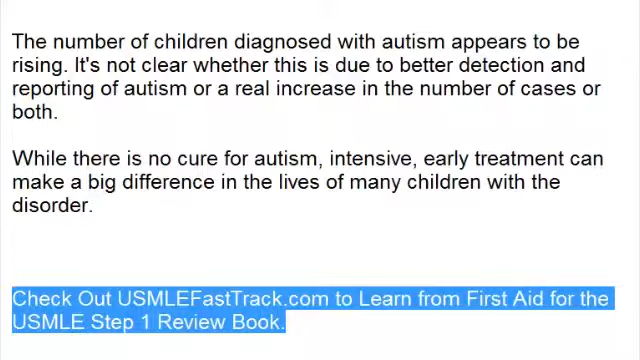 The number of children diagnosed with autism appears to be
rising. It's not clear whether this is due to better detection and
reporting of autism or a real increase in the number of cases or
both.
While there is no cure for autism, intensive, early treatment can
make a big difference in the lives of many children with the
disorder.
Check Out USMLEFastTrack.com to Learn from First Aid for the
USMLE Step 1 Review Book.